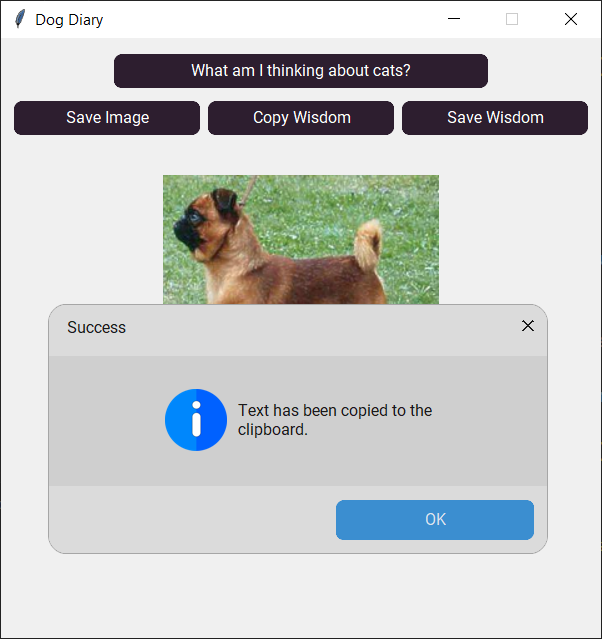 Dog Diary
What am I thinking about cats?
Save Image
Copy Wisdom
Save Wisdom
Success
Text has been copied to the
clipboard.
OK